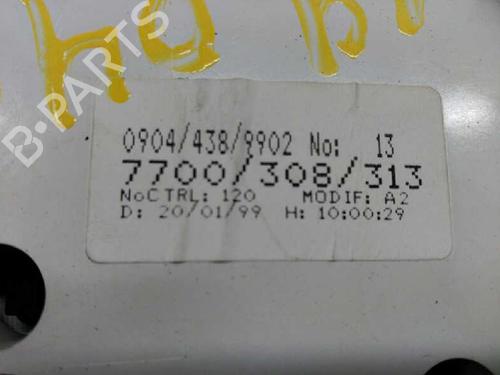 B-PARTS
0904/438/9902 No: 13
7700/308/313
NoCTRL: 120 MODIF: A2
D: 20/01/99 H: 10:00:29